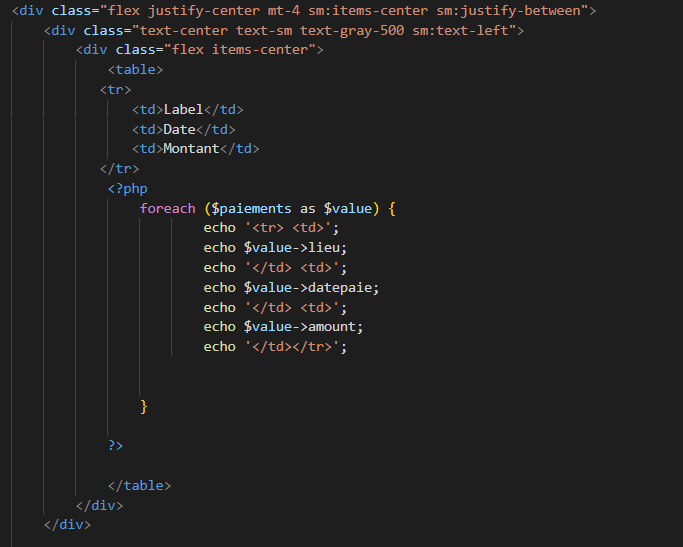 <div class="flex justify-center mt-4 sm:items-center sm:justify-between">
<div class="text-center text-sm text-gray-500 sm:text-left">
<div class="flex items-center">
<table>
<tr>
<td>Label</td>
<td>Date</td>
<td>Montant</td>
</tr>
<?php
foreach ($paiements as $value) {
echo '<tr> <td>';
echo $value->lieu;
echo '</td> <td>';
echo $value->datepaie;
echo '</td> <td>';
echo $value->amount;
echo '</td></tr>';
}
?>
</table>
</div>
</div>